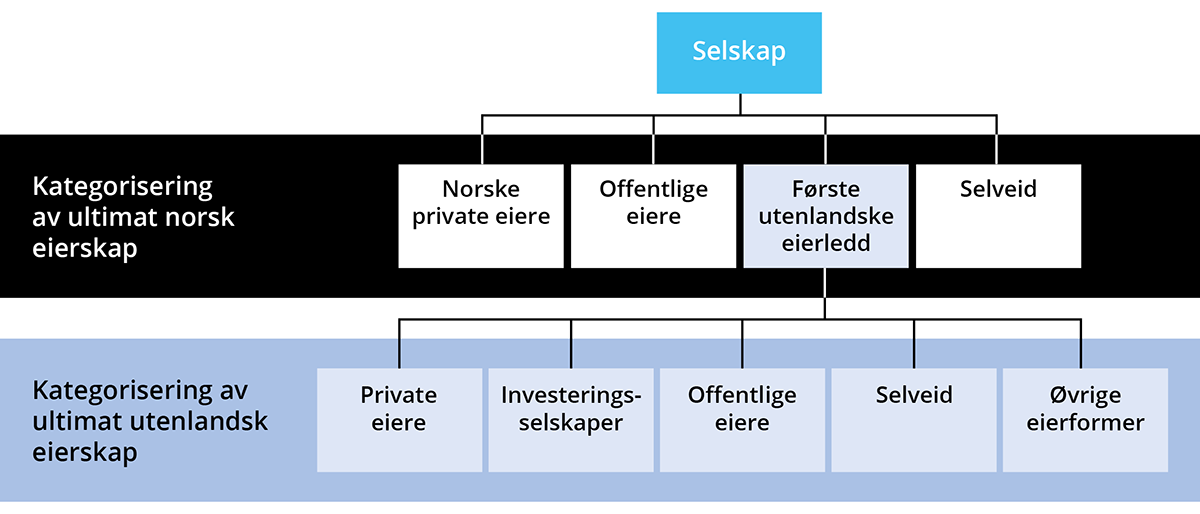 Selskap
Kategorisering
av ultimat norsk
eierskap
Norske
private eiere
Offentlige
eiere
Første
utenlandske
eierledd
Selveid
Kategorisering av
ultimat utenlandsk
eierskap
Private
eiere
Investerings-
selskaper
Offentlige
eiere
Selveid
Øvrige
eierformer